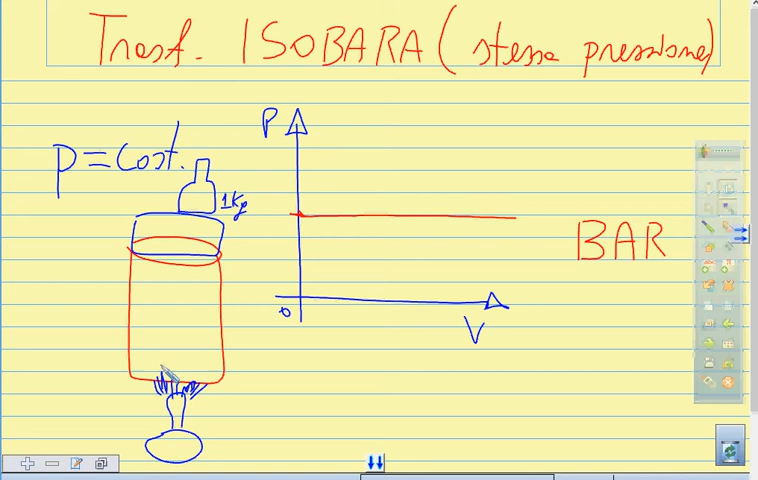 Trasf. ISOBARA (stessa pressione)
p = cost.
1Kg
P
BAR
0
V